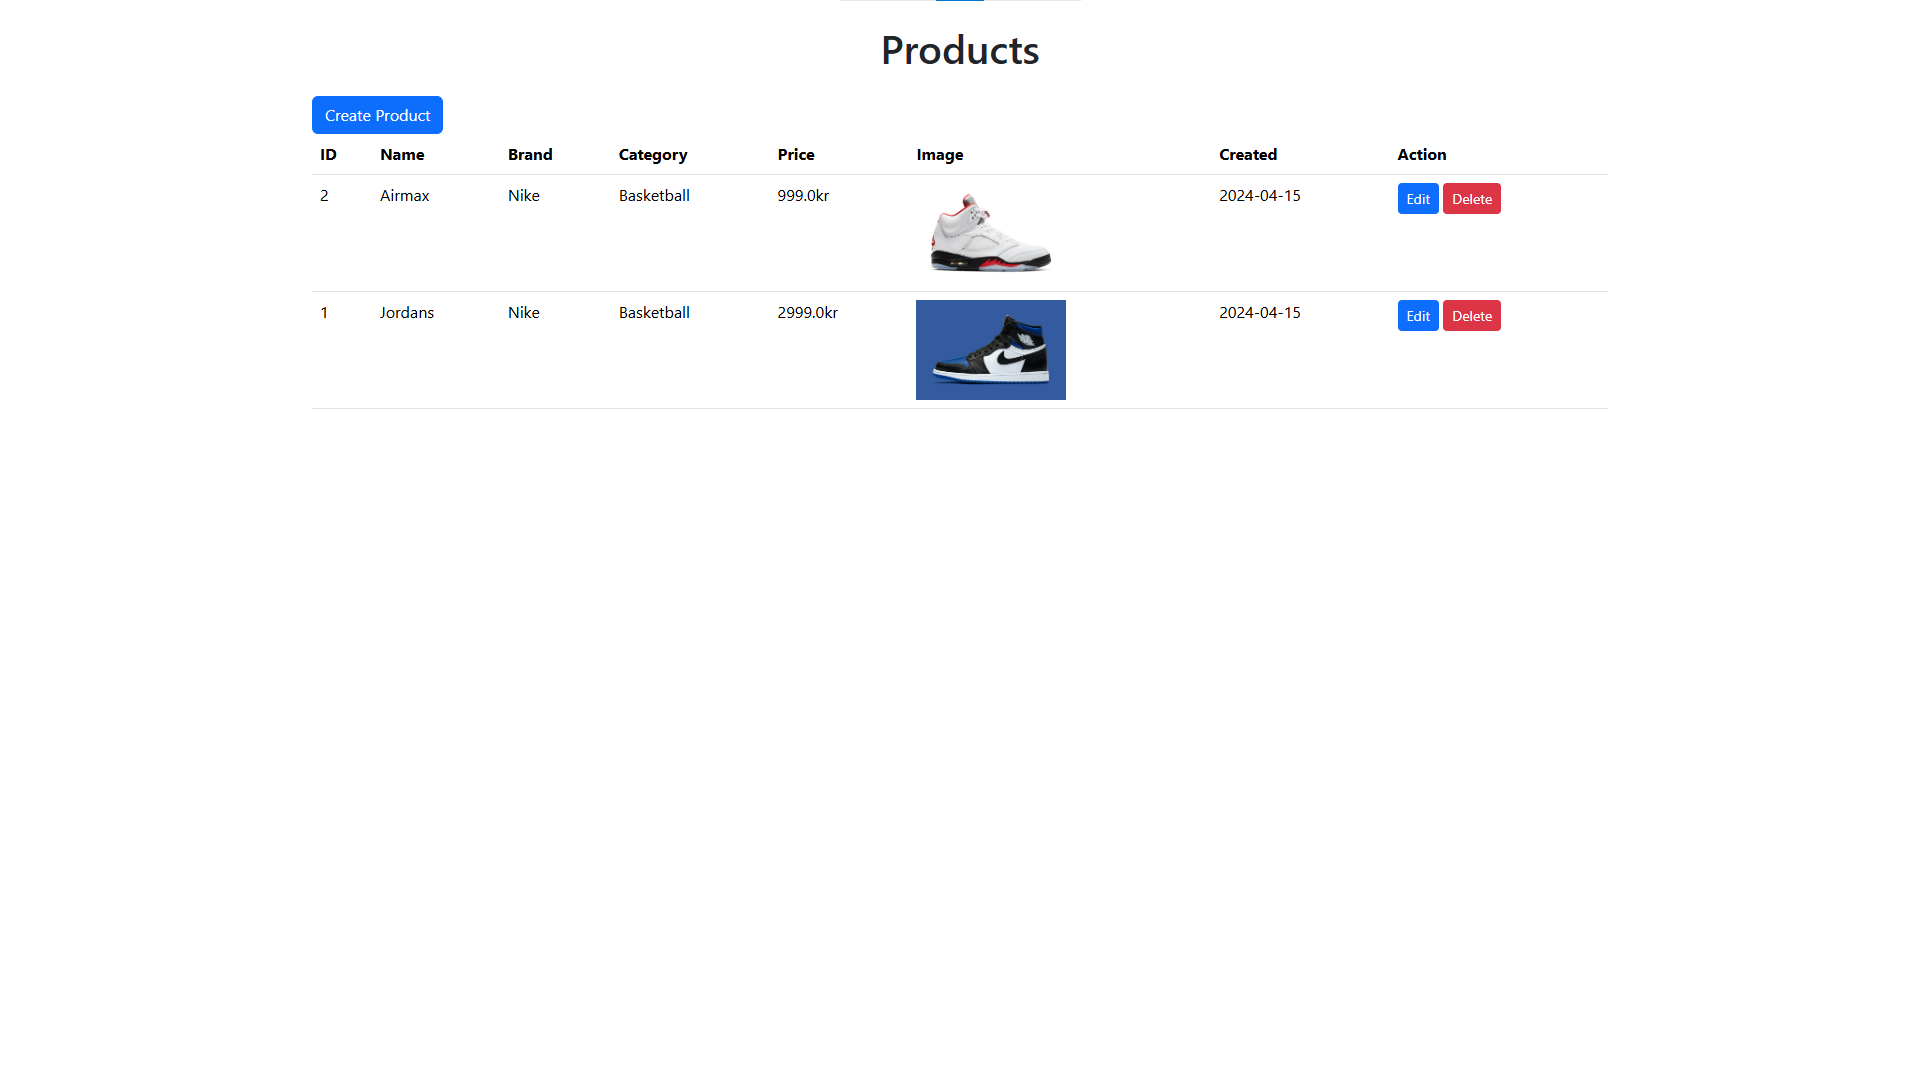 Products
Create Product
ID Name Brand Category Price Image Created Action
2 Airmax Nike Basketball 999.0kr 2024-04-15 Edit Delete
1 Jordans Nike Basketball 2999.0kr 2024-04-15 Edit Delete